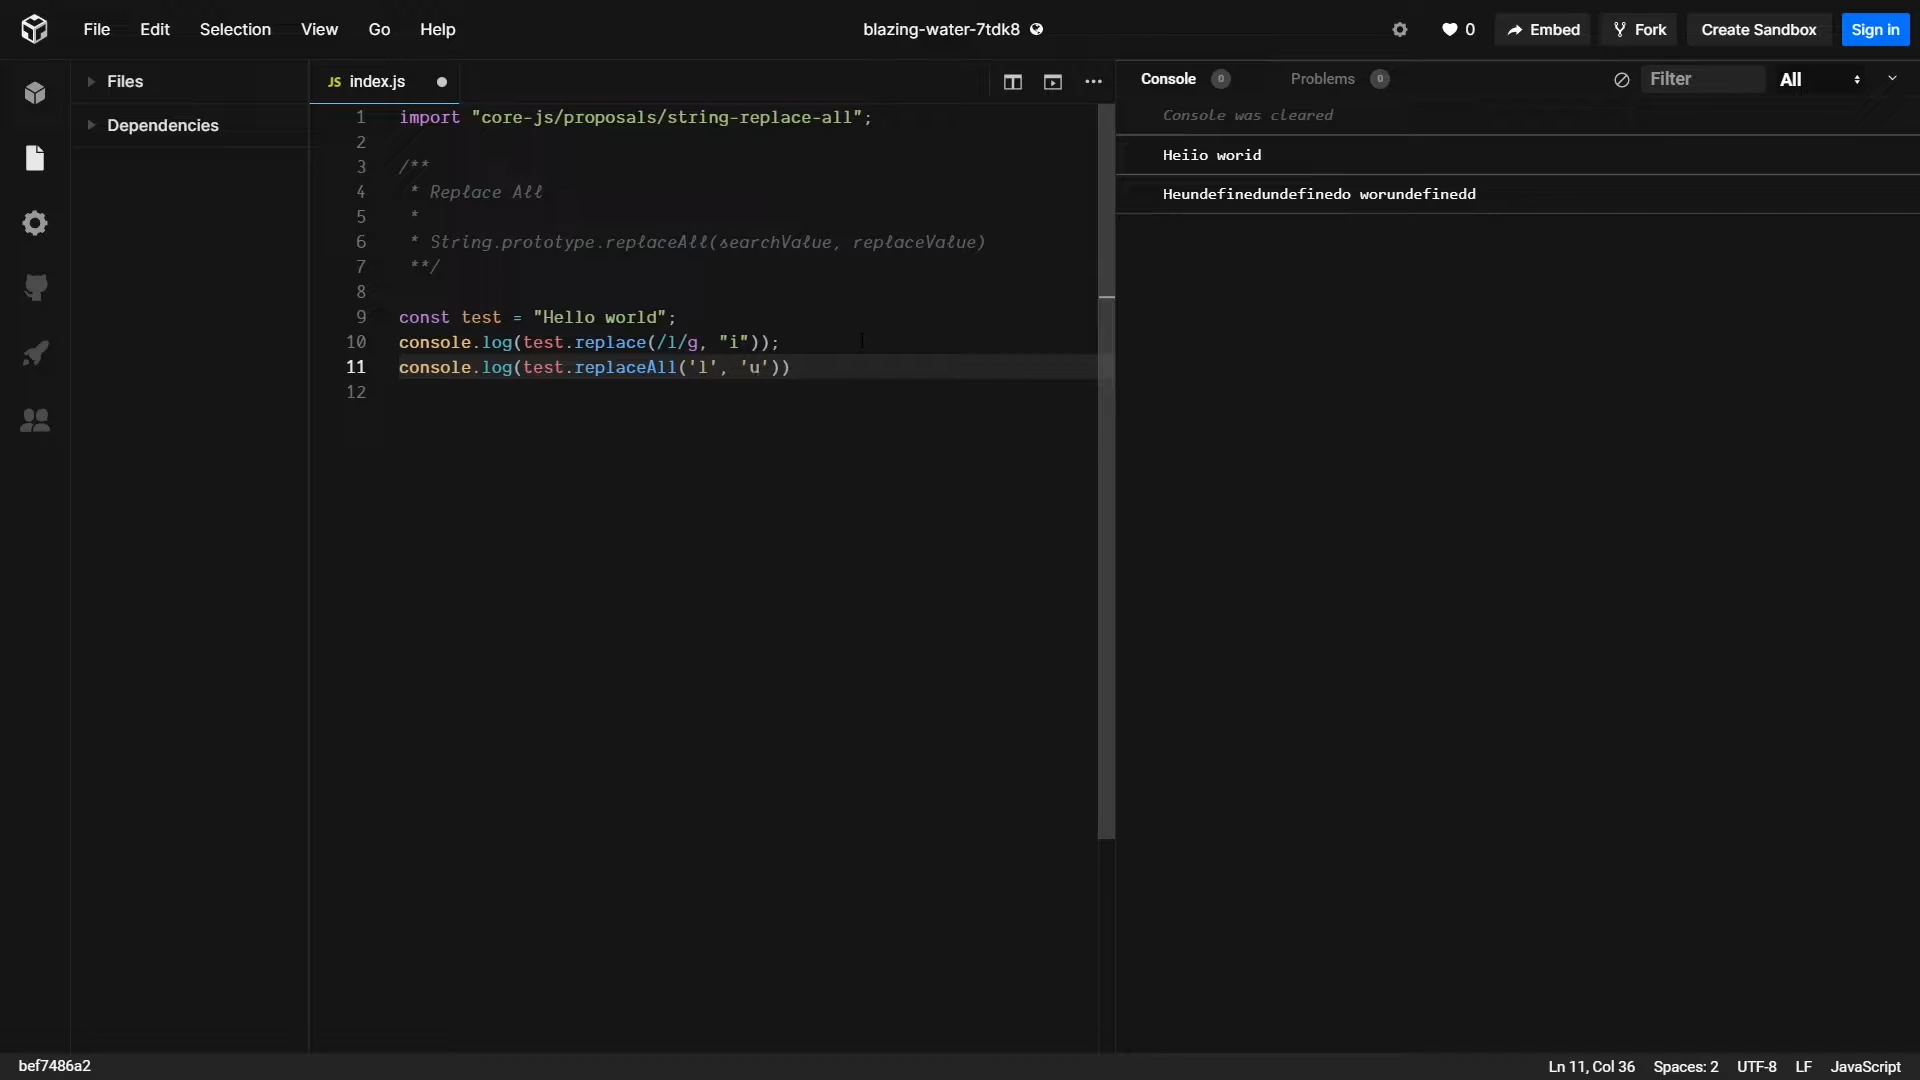 File Edit Selection View Go Help blazing-water-7tdk8 0 Embed Fork Create Sandbox Sign in
Files
Dependencies
JS index.js
Console 0 Problems 0 Filter All
1 import "core-js/proposals/string-replace-all";
2
3 /**
4 * Replace All
5 *
6 * String.prototype.replaceAll(searchValue, replaceValue)
7 **/
8
9 const test = "Hello world";
10 console.log(test.replace(/l/g, "i"));
11 console.log(test.replaceAll('l', 'u'))
12
Console was cleared
Heiio worid
Heundefinedundefinedo worundefinedd
bef7486a2 Ln 11, Col 36 Spaces: 2 UTF-8 LF JavaScript